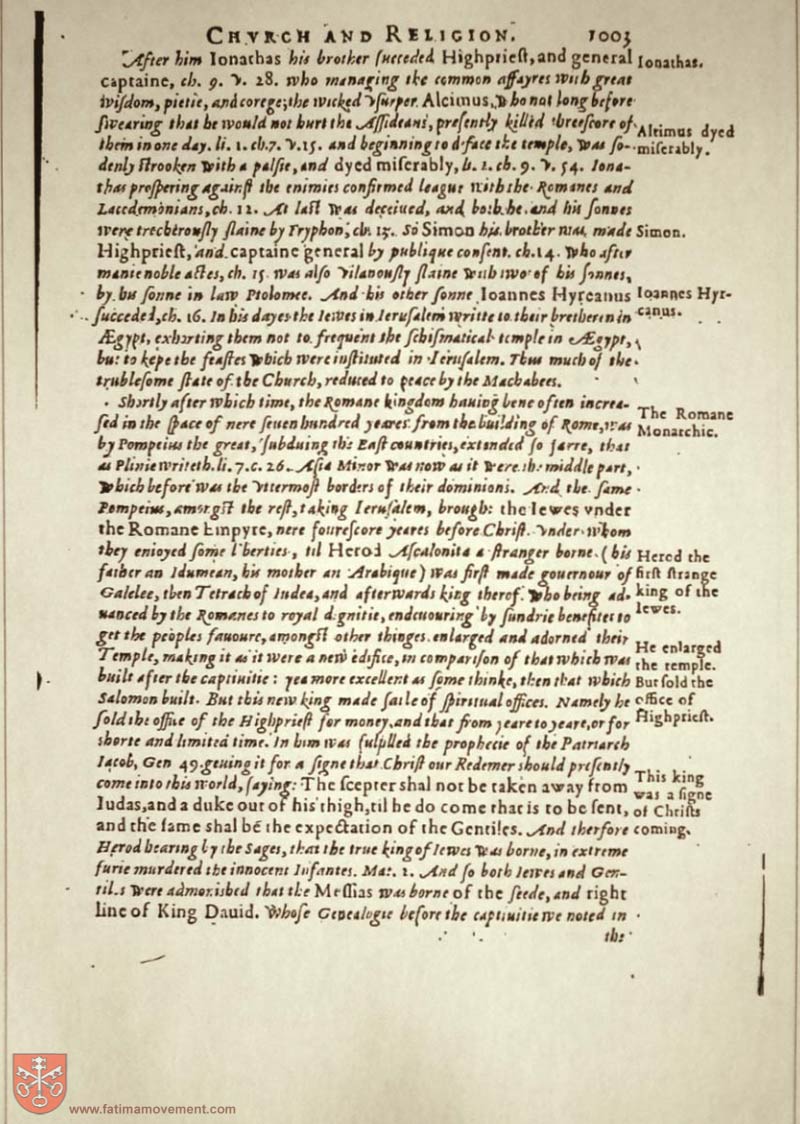 CHVRCH AND RELIGION. 1003
After him Ionathas his brother ſucceded Highprieſt, and general
captaine, ch. 9. v. 28. who managing the common affayres with great
wiſdom, pietie, and corege; the wicked vſurper Alcimus, who not long before
ſwearing that he would not hurt the Aſſideans, preſently killed threeſcore of
them in one day. li. 1. ch. 7. v. 15. and beginning to deface the temple, was ſo-
denly ſtrooken with a palſie, and dyed miſerably, li. 1. ch. 9. v. 54. Iona-
thas proſpering againſt the enimies confirmed league with the Romanes and
Lacedemonians, ch. 12. At laſt was deceiued, and both he and his ſonnes
were trecherouſly ſlaine by Tryphon, ch. 13. So Simon his brother was made
Highprieſt, and captaine general by publique conſent. ch. 14. who after
manie noble actes, ch. 15 was alſo vilanouſly ſlaine with two of his ſonnes,
by his ſonne in law Ptolomee. And his other ſonne Ioannes Hyrcanus
ſucceded, ch. 16. In his dayes the Iewes in Ieruſalem writte to their bretheren in
Ægypt, exhorting them not to frequent the ſchiſmatical temple in Ægypt,
but to kepe the feaſtes which were inſtituted in Ieruſalem. Thus much of the
trubleſome ſtate of the Church, reduced to peace by the Machabees.
Shortly after which time, the Romane kingdom hauing bene often increa-
ſed in the ſpace of nere ſeuen hundred yeares from the building of Rome, was
by Pompeius the great, ſubduing the Eaſt countries, extended ſo farre, that
as Plinie writeth. li. 7. c. 26. Aſia Minor was now as it were the middle part,
which before was the vttermoſt borders of their dominions. And the ſame
Pompeius, amongſt the reſt, taking Ieruſalem, brought the Iewes vnder
the Romane Empyre, nere foureſcore yeares before Chriſt. Vnder whom
they enioyed ſome liberties, til Herod Aſcalonita a ſtranger borne (his
father an Idumean, his mother an Arabique) was firſt made gouernour of
Galelee, then Tetrach of Iudea, and afterwards king therof. Who being ad-
uanced by the Romanes to royal dignitie, endeuouring by ſundrie benefites to
get the peoples fauoure, amongſt other thinges enlarged and adorned their
Temple, making it as it were a new edifice, in compariſon of that which was
built after the captiuitie: yea more excellent as ſome thinke, then that which
Salomon built. But this new king made ſaile of ſpiritual offices. Namely he
ſold the office of the Highprieſt for money, and that from yeare to yeare, or for
ſhorte and limited time. In him was fulfilled the prophecie of the Patriarch
Iacob, Gen 49. geuing it for a ſigne that Chriſt our Redemer should preſently
come into this world, ſaying: The ſcepter shal not be taken away from
Iudas, and a duke out of his thigh, til he do come that is to be ſent,
and the ſame shal be the expectation of the Gentiles. And therfore
Herod hearing by the Sages, that the true king of Iewes was borne, in extreme
furie murdered the innocent Infantes. Mat. 2. And ſo both Iewes and Gen-
tiles were admonished that the Meſſias was borne of the ſeede, and right
line of King Dauid. Whoſe Genealogie before the captiuitie we noted in
the
Ionathas.
Alcimus dyed
miſerably.
Simon.
Ioannes Hyr-
canus.
The Romane
Monarchie.
Herod the
firſt ſtrange
king of the
Iewes.
He enlarged
the temple.
But ſold the
office of
Highprieſt.
This king
was a ſigne
of Chriſts
coming.
www.fatimamovement.com